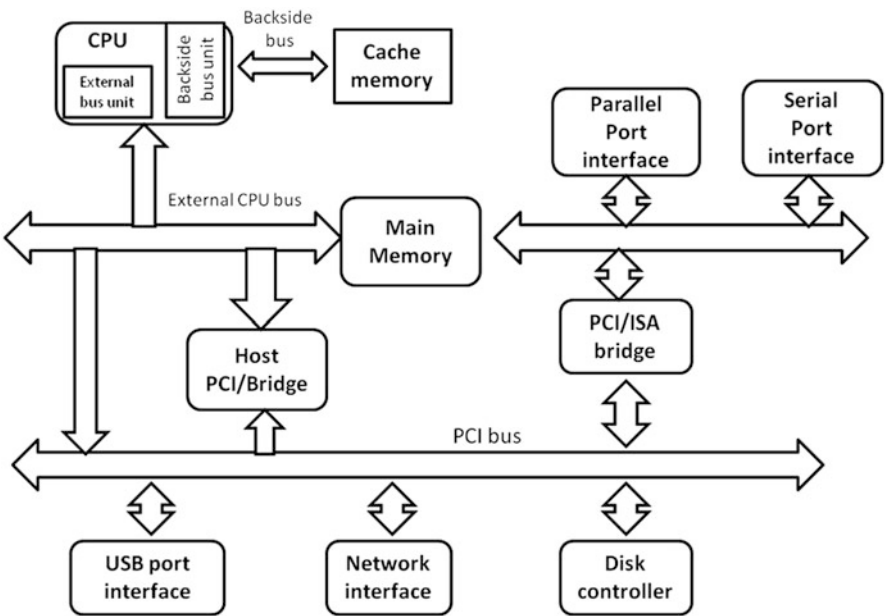 Backside
bus
CPU
External
bus unit
Backside
bus unit
Cache
memory
Parallel
Port
interface
Serial
Port
interface
External CPU bus
Main
Memory
Host
PCI/Bridge
PCI/ISA
bridge
PCI bus
USB port
interface
Network
interface
Disk
controller